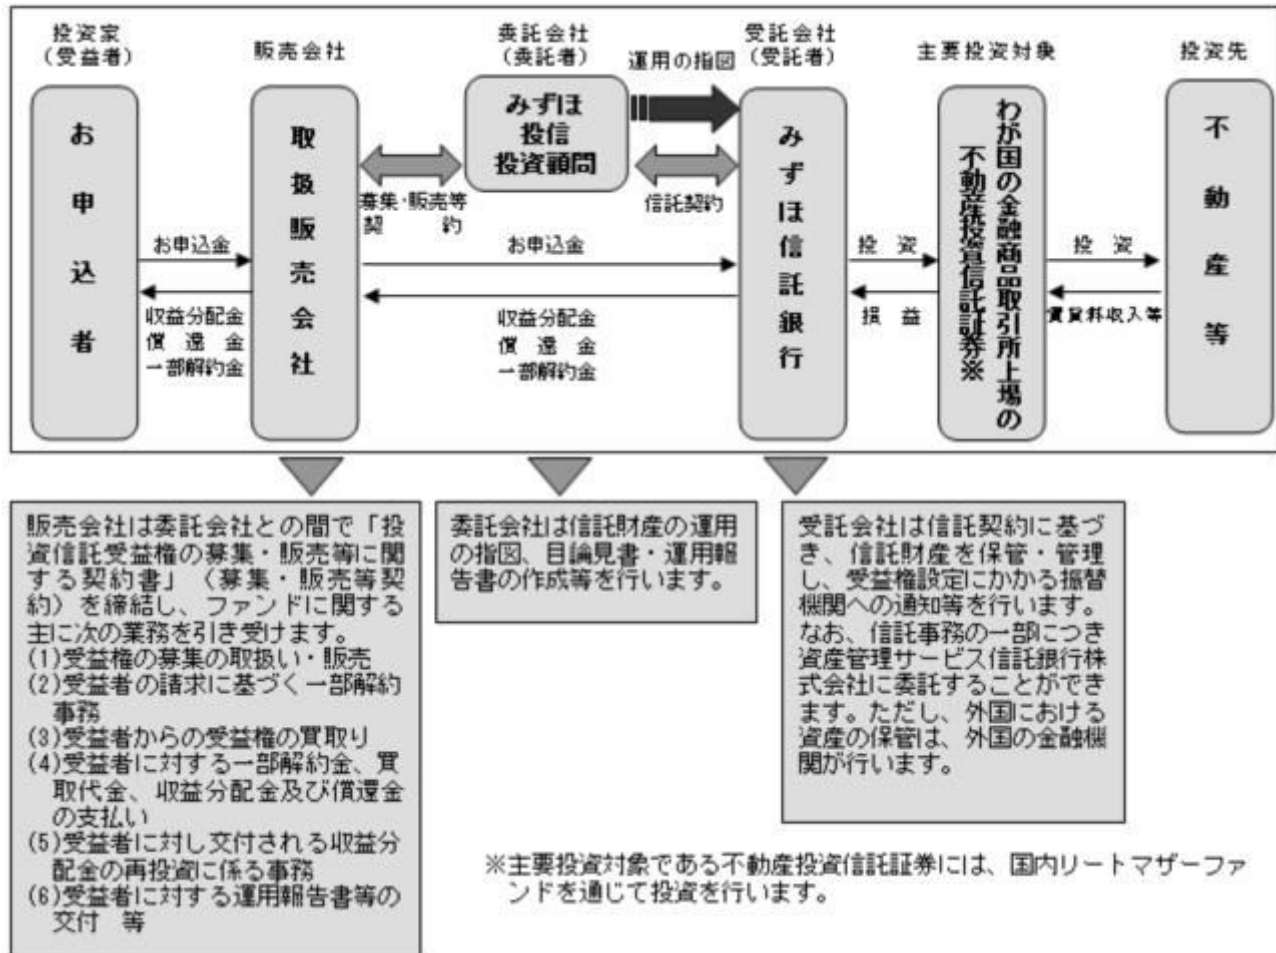 投資家
（受益者）
販売会社
委託会社
（委託者）
運用の指図
受託会社
（受託者）
主要投資対象
投資先
お申込者
取扱販売会社
みずほ
投信
投資顧問
みずほ信託銀行
わが国の金融商品取引所上場の
不動産投資信託証券※
不動産等
募集・販売等
契約
信託契約
お申込金
収益分配金
償還金
一部解約金
お申込金
収益分配金
償還金
一部解約金
投資
損益
投資
賃貸料収入等
販売会社は委託会社との間で「投
資信託受益権の募集・販売等に関
する契約書」（募集・販売等契
約）を締結し、ファンドに関する
主に次の業務を引き受けます。
(1)受益権の募集の取扱い・販売
(2)受益者の請求に基づく一部解約
事務
(3)受益者からの受益権の買取り
(4)受益者に対する一部解約金、買
取代金、収益分配金及び償還金
の支払い
(5)受益者に対し交付される収益分
配金の再投資に係る事務
(6)受益者に対する運用報告書等の
交付　等
委託会社は信託財産の運用
の指図、目論見書・運用報
告書の作成等を行います。
受託会社は信託契約に基づ
き、信託財産を保管・管理
し、受益権設定にかかる振替
機関への通知等を行います。
なお、信託事務の一部につき
資産管理サービス信託銀行株
式会社に委託することができ
ます。ただし、外国における
資産の保管は、外国の金融機
関が行います。
※主要投資対象である不動産投資信託証券には、国内リートマザーファ
ンドを通じて投資を行います。